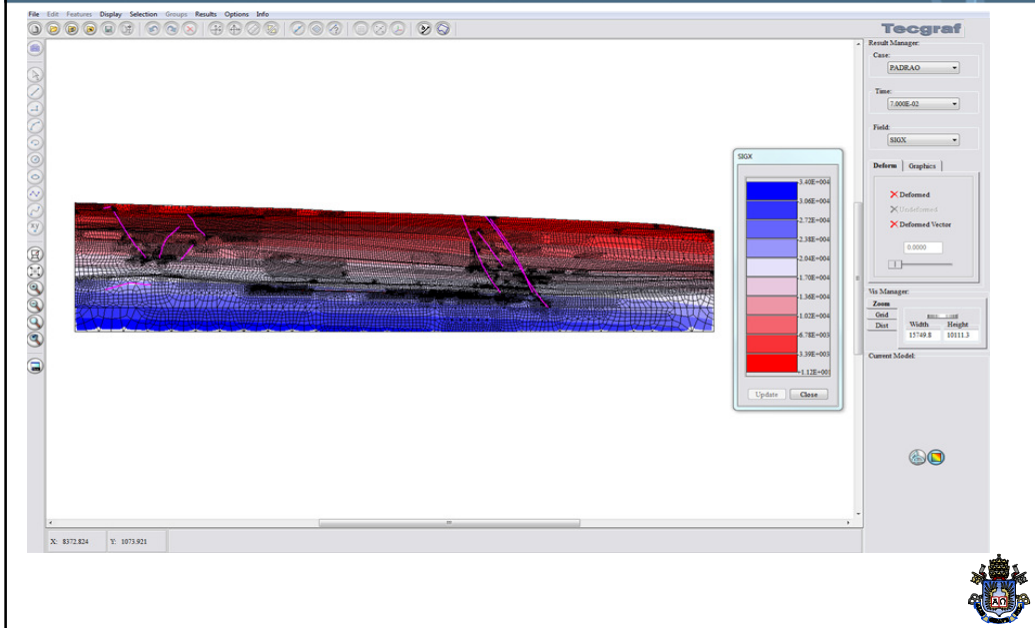 File Edit Features Display Selection Groups Results Options Info
Tecgraf
Result Manager:
Case:
PADRAO
Time:
7.000E-02
Field:
SIGX
Deform Graphics
Deformed
Undeformed
Deformed Vector
0.0000
Vis Manager:
Zoom
Grid
Dist
Width Height
15749.8 10111.3
Current Model:
SIGX
-3.40E+004
-3.06E+004
-2.72E+004
-2.38E+004
-2.04E+004
-1.70E+004
-1.36E+004
-1.02E+004
-6.78E+003
-3.39E+003
Update Close
X: 8372.824 Y: 1073.921
ΑΩ